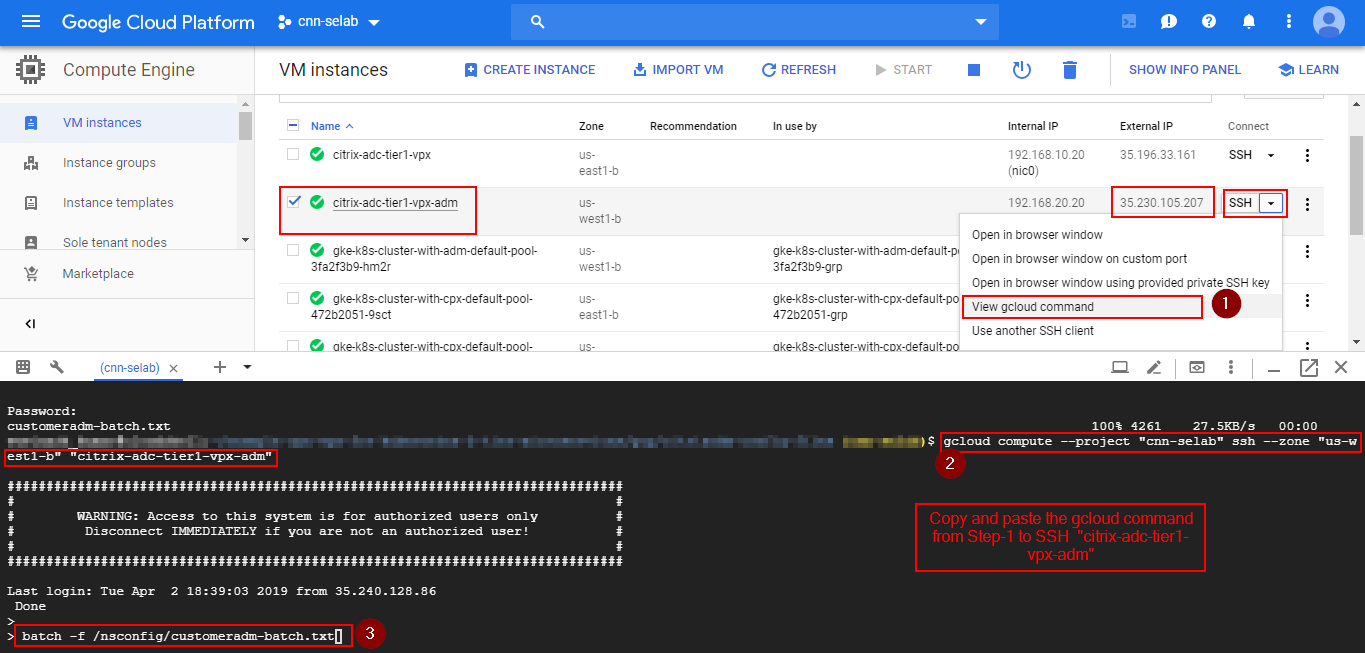 Google Cloud Platform
cnn-selab
Compute Engine
VM instances
CREATE INSTANCE
IMPORT VM
REFRESH
START
SHOW INFO PANEL
LEARN
VM instances
Instance groups
Instance templates
Sole tenant nodes
Marketplace
Name Zone Recommendation In use by Internal IP External IP Connect
citrix-adc-tier1-vpx us- 192.168.10.20 35.196.33.161 SSH
east1-b (nic0)
citrix-adc-tier1-vpx-adm us- 192.168.20.20 35.230.105.207 SSH
west1-b
gke-k8s-cluster-with-adm-default-pool- us- gke-k8s-cluster-with-adm-default-p
3fa2f3b9-hm2r west1-b 3fa2f3b9-grp
gke-k8s-cluster-with-cpx-default-pool- us- gke-k8s-cluster-with-cpx-default-po
472b2051-9sct east1-b 472b2051-grp
gke-k8s-cluster-with-cpx-default-pool- us- gke-k8s-cluster-with-cpx-default-po
Open in browser window
Open in browser window on custom port
Open in browser window using provided private SSH key
View gcloud command
1
Use another SSH client
(cnn-selab)
Password:
customeradm-batch.txt 100% 4261 27.5KB/s 00:00
$ gcloud compute --project "cnn-selab" ssh --zone "us-w
est1-b" "citrix-adc-tier1-vpx-adm"
2
###############################################################################
# #
# WARNING: Access to this system is for authorized users only #
# Disconnect IMMEDIATELY if you are not an authorized user! #
# #
###############################################################################
Copy and paste the gcloud command
from Step-1 to SSH "citrix-adc-tier1-
vpx-adm"
Last login: Tue Apr 2 18:39:03 2019 from 35.240.128.86
Done
>
> batch -f /nsconfig/customeradm-batch.txt
3